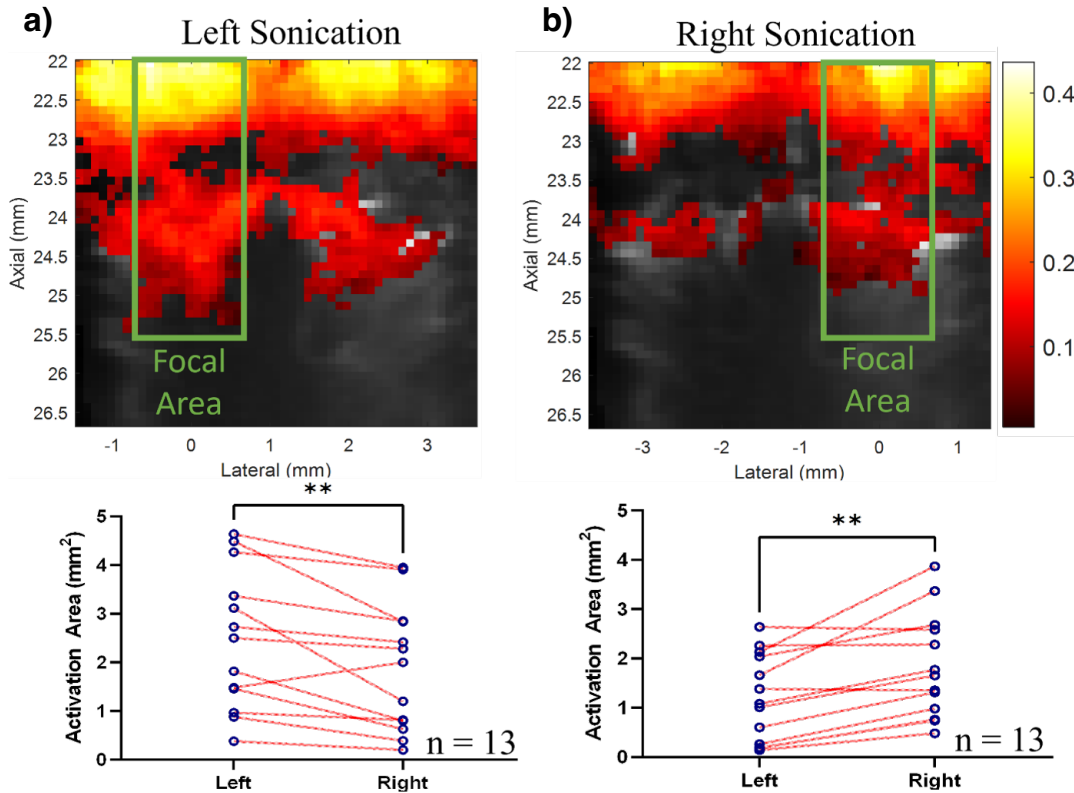 a)
Left Sonication
22
22.5
23
23.5
24
24.5
25
25.5
26
26.5
Axial (mm)
Focal
Area
-1
0
1
2
3
Lateral (mm)
b)
Right Sonication
22
22.5
23
23.5
24
24.5
25
25.5
26
26.5
Axial (mm)
Focal
Area
-3
-2
-1
0
1
Lateral (mm)
0.4
0.3
0.2
0.1
**
5
4
3
2
1
0
Activation Area (mm²)
n = 13
Left
Right
**
5
4
3
2
1
0
Activation Area (mm²)
n = 13
Left
Right